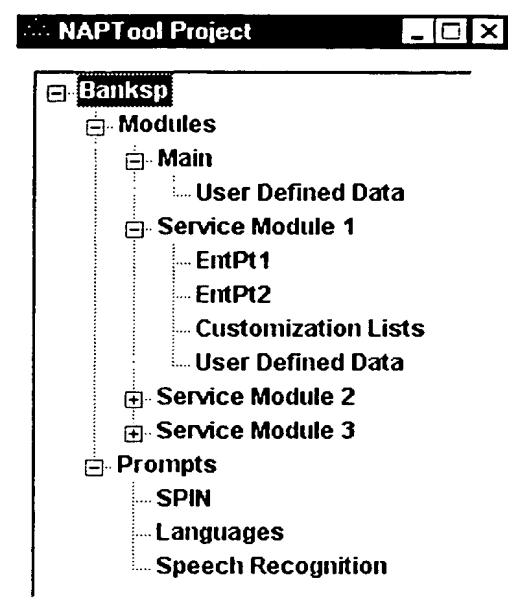 NAPTool Project
Banksp
Modules
Main
User Defined Data
Service Module 1
EntPt1
EntPt2
Customization Lists
User Defined Data
Service Module 2
Service Module 3
Prompts
SPIN
Languages
Speech Recognition